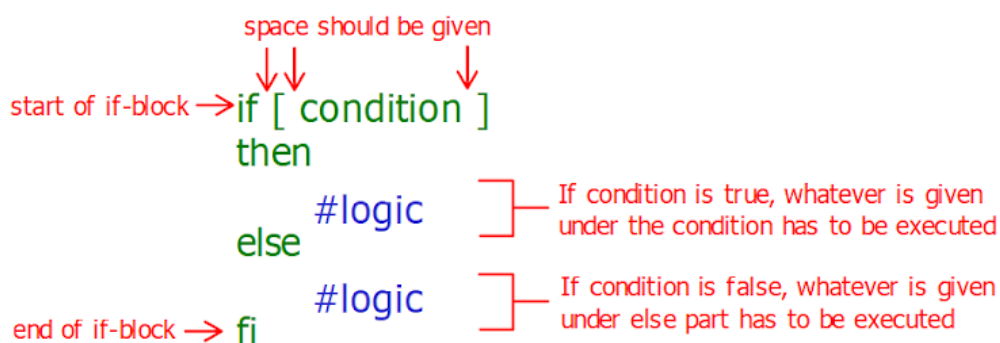 space should be given
start of if-block
if [ condition ]
then
#logic
If condition is true, whatever is given
under the condition has to be executed
else
#logic
If condition is false, whatever is given
under else part has to be executed
end of if-block
fi